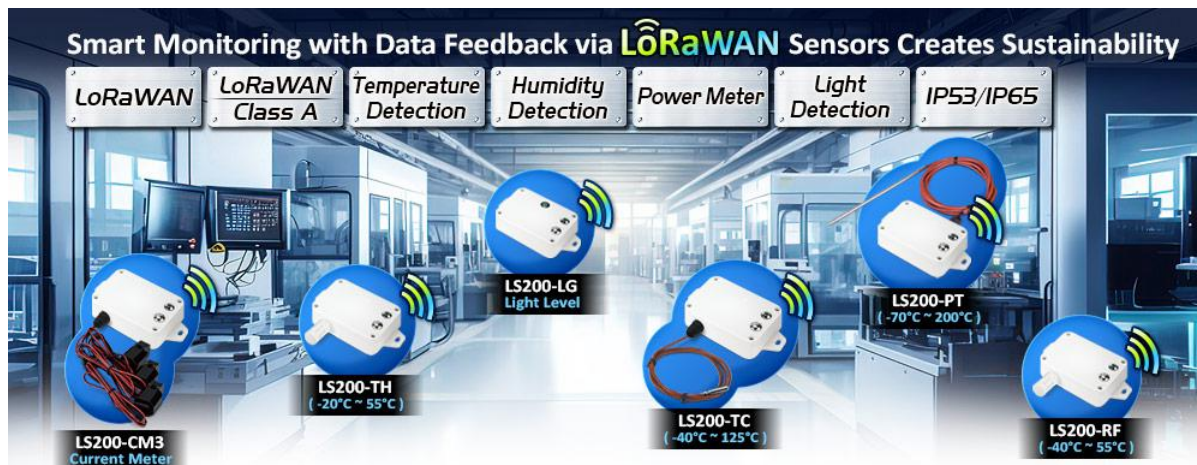 Smart Monitoring with Data Feedback via LoRaWAN Sensors Creates Sustainability
LoRaWAN
LoRaWAN
Class A
Temperature
Detection
Humidity
Detection
Power Meter
Light
Detection
IP53/IP65
LS200-LG
Light Level
LS200-PT
( -70°C ~ 200°C )
LS200-TH
( -20°C ~ 55°C )
LS200-TC
( -40°C ~ 125°C )
LS200-RF
( -40°C ~ 55°C )
LS200-CM3
Current Meter